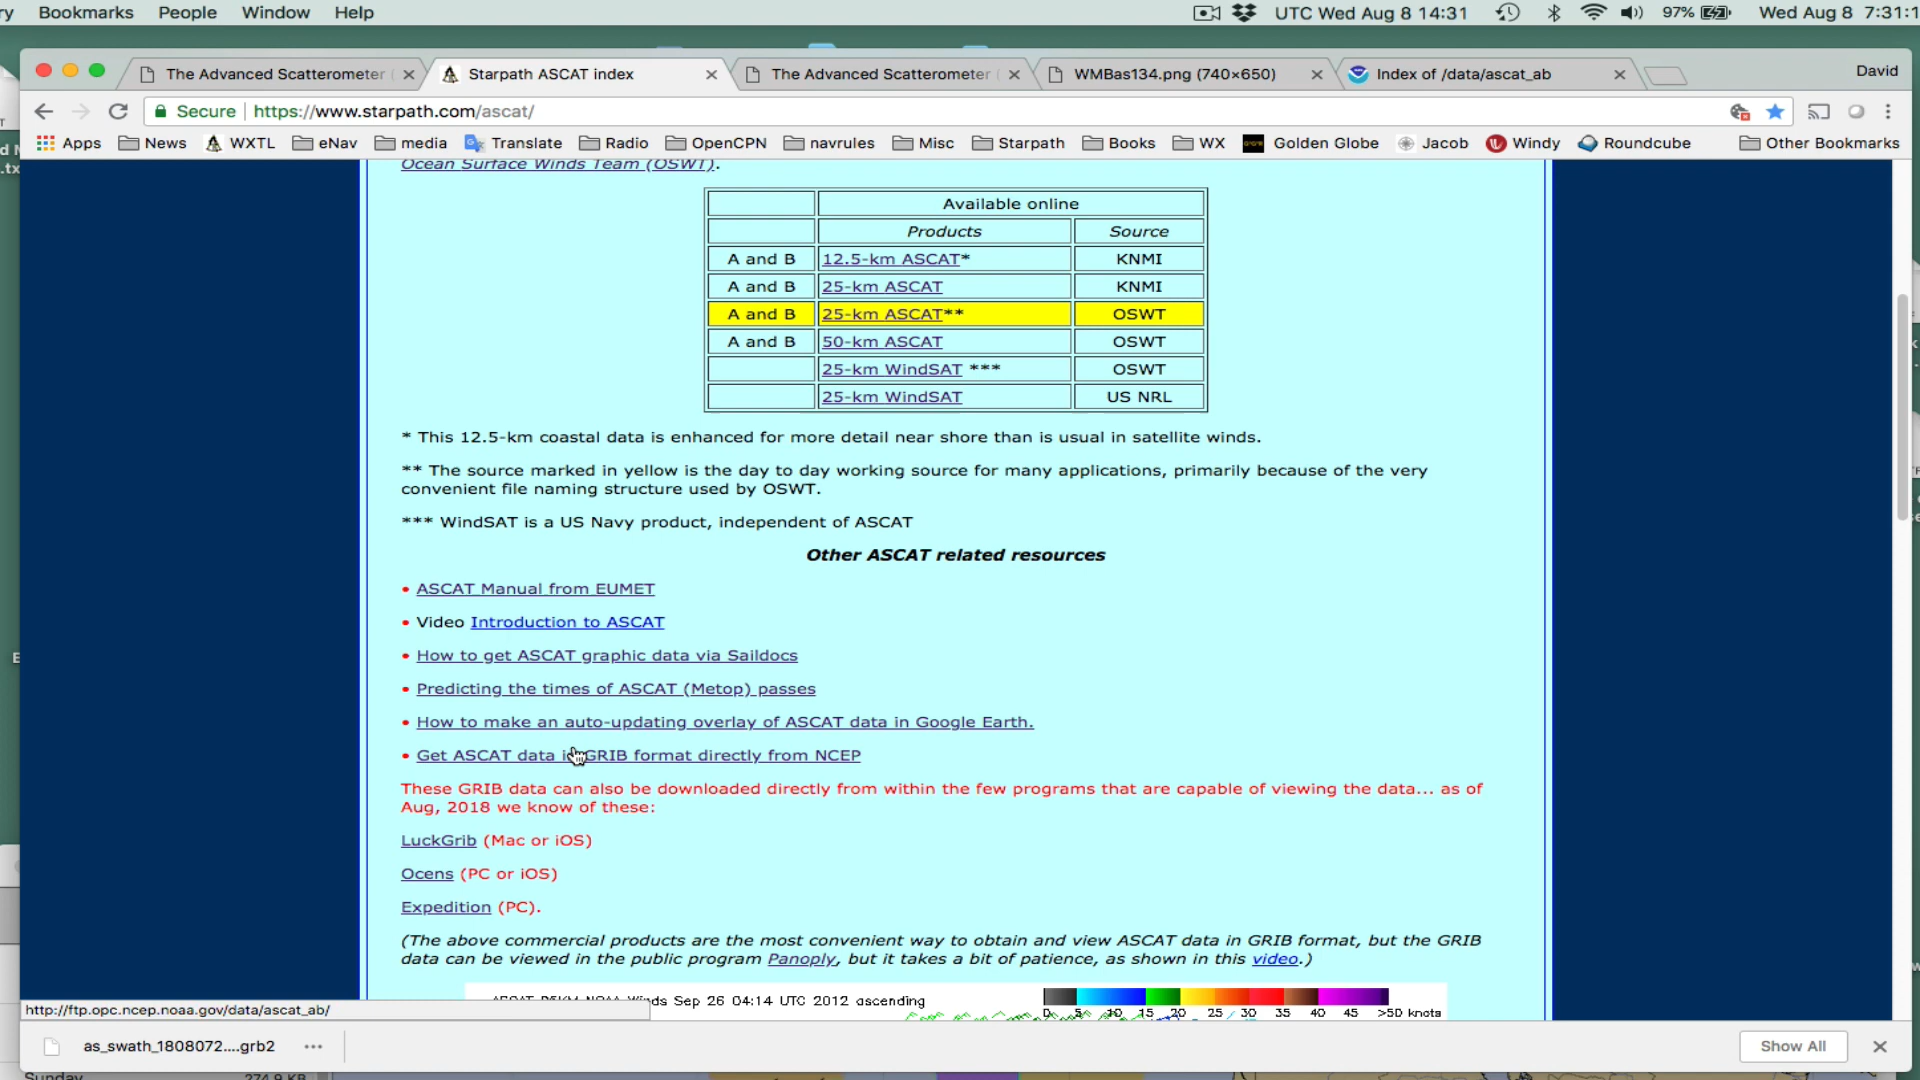 ry Bookmarks People Window Help UTC Wed Aug 8 14:31 97% Wed Aug 8 7:31:1
The Advanced Scatterometer ( Starpath ASCAT index The Advanced Scatterometer ( WMBas134.png (740×650) Index of /data/ascat_ab David
Secure https://www.starpath.com/ascat/
Apps News WXTL eNav media Translate Radio OpenCPN navrules Misc Starpath Books WX Golden Globe Jacob Windy Roundcube Other Bookmarks
Ocean Surface Winds Team (OSWT).
Available online
Products Source
A and B 12.5-km ASCAT* KNMI
A and B 25-km ASCAT KNMI
A and B 25-km ASCAT** OSWT
A and B 50-km ASCAT OSWT
25-km WindSAT *** OSWT
25-km WindSAT US NRL
* This 12.5-km coastal data is enhanced for more detail near shore than is usual in satellite winds.
** The source marked in yellow is the day to day working source for many applications, primarily because of the very
convenient file naming structure used by OSWT.
*** WindSAT is a US Navy product, independent of ASCAT
Other ASCAT related resources
• ASCAT Manual from EUMET
• Video Introduction to ASCAT
• How to get ASCAT graphic data via Saildocs
• Predicting the times of ASCAT (Metop) passes
• How to make an auto-updating overlay of ASCAT data in Google Earth.
• Get ASCAT data in GRIB format directly from NCEP
These GRIB data can also be downloaded directly from within the few programs that are capable of viewing the data... as of
Aug, 2018 we know of these:
LuckGrib (Mac or iOS)
Ocens (PC or iOS)
Expedition (PC).
(The above commercial products are the most convenient way to obtain and view ASCAT data in GRIB format, but the GRIB
data can be viewed in the public program Panoply, but it takes a bit of patience, as shown in this video.)
ASCAT 25KM NOAA Winds Sep 26 04:14 UTC 2012 ascending
0 5 10 15 20 25 30 35 40 45 >50 knots
http://ftp.opc.ncep.noaa.gov/data/ascat_ab/
as_swath_1808072....grb2 Show All
Sunday 274.9 KB